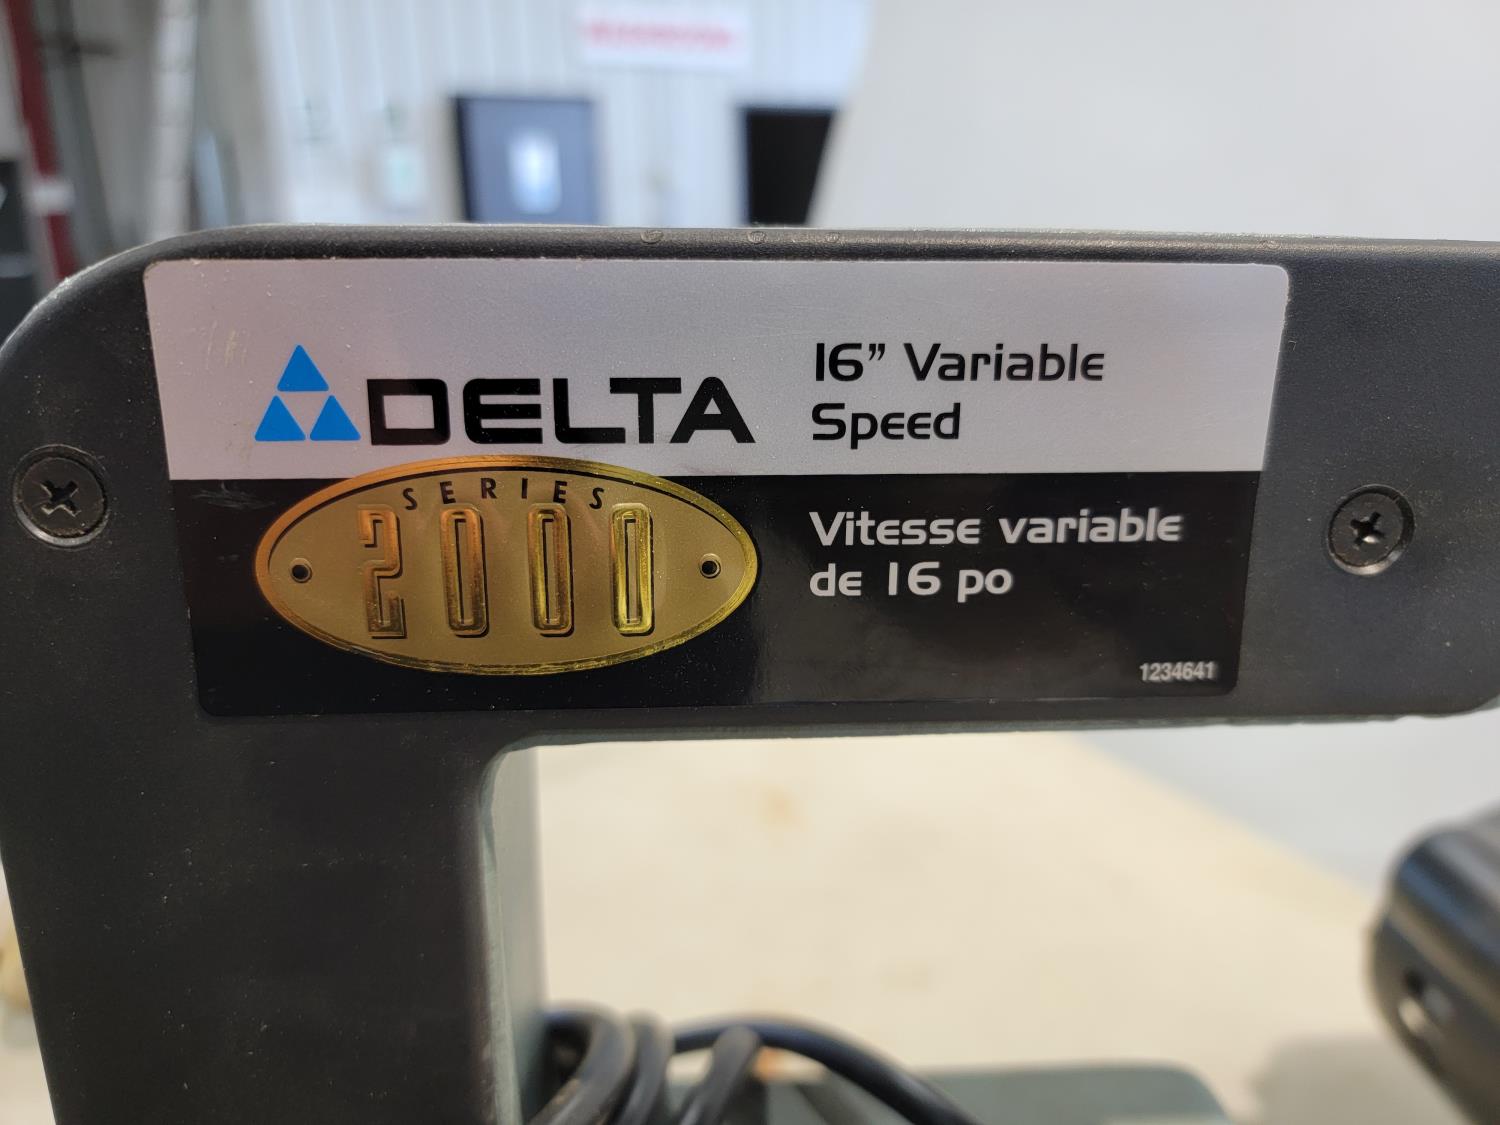 DELTA
16” Variable
Speed
SERIES
2000
Vitesse variable
de 16 po
1234641